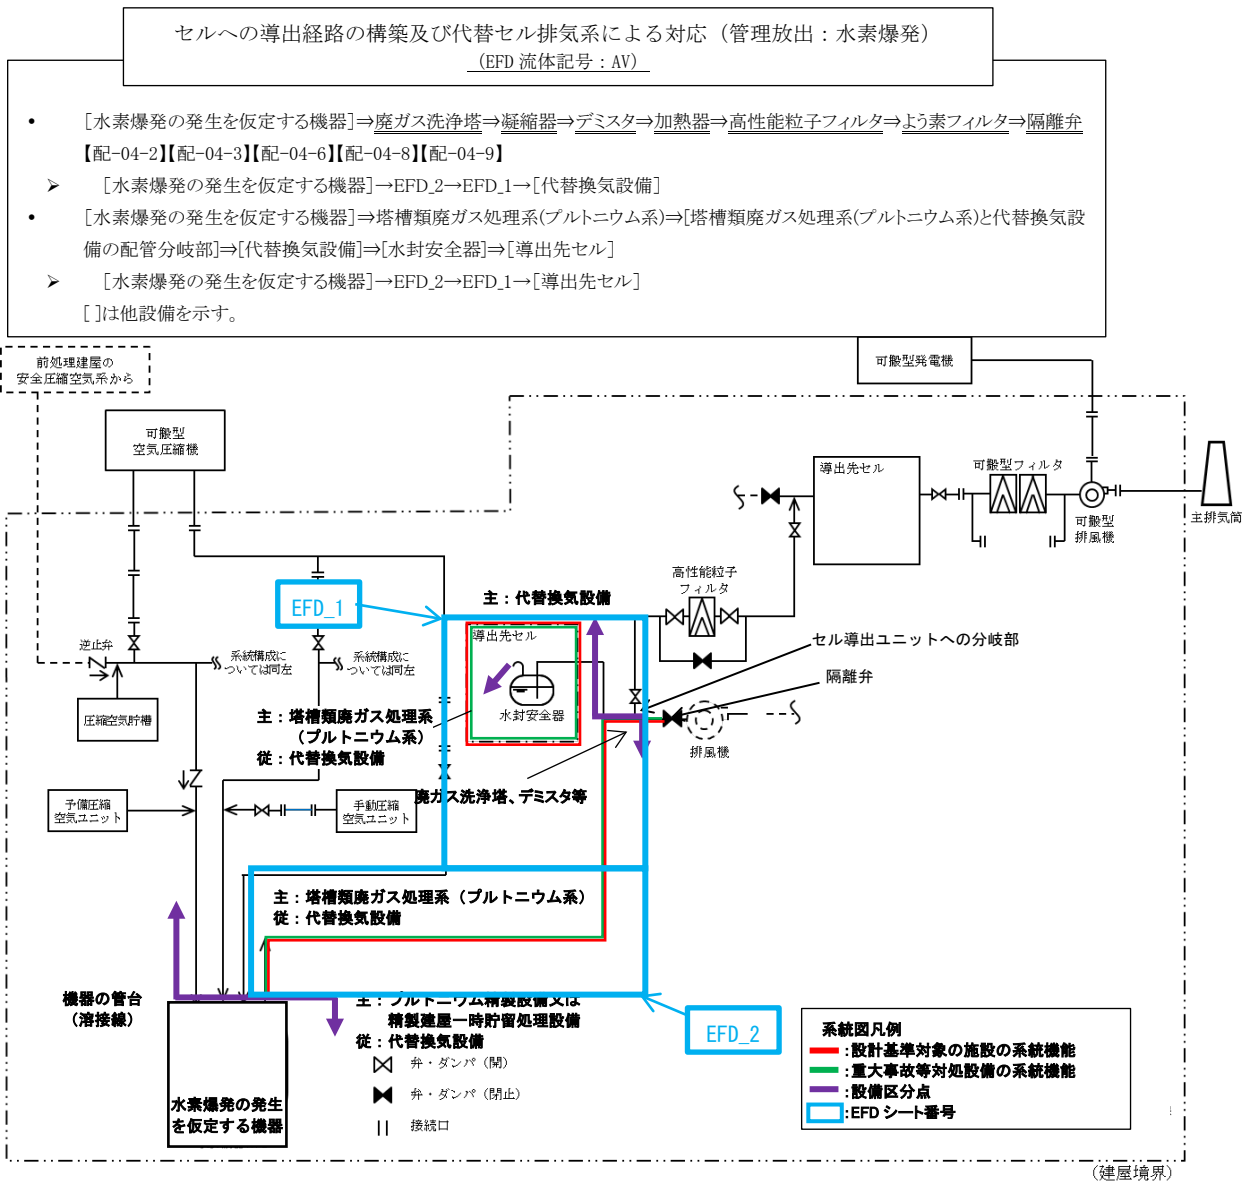 セルへの導出経路の構築及び代替セル排気系による対応（管理放出：水素爆発）
(EFD 流体記号：AV)
• ［水素爆発の発生を仮定する機器］⇒廃ガス洗浄塔⇒凝縮器⇒デミスタ⇒加熱器⇒高性能粒子フィルタ⇒よう素フィルタ⇒隔離弁
【配-04-2】【配-04-3】【配-04-6】【配-04-8】【配-04-9】
➢ ［水素爆発の発生を仮定する機器］→EFD_2→EFD_1→［代替換気設備］
• ［水素爆発の発生を仮定する機器］⇒塔槽類廃ガス処理系(プルトニウム系)⇒［塔槽類廃ガス処理系(プルトニウム系)と代替換気設
備の配管分岐部］⇒［代替換気設備］⇒［水封安全器］⇒［導出先セル］
➢ ［水素爆発の発生を仮定する機器］→EFD_2→EFD_1→［導出先セル］
［ ］は他設備を示す。
前処理建屋の
安全圧縮空気系から
可搬型発電機
可搬型
空気圧縮機
導出先セル
可搬型フィルタ
可搬型
排風機
主排気筒
高性能粒子
フィルタ
EFD_1
主：代替換気設備
導出先セル
水封安全器
セル導出ユニットへの分岐部
隔離弁
排風機
逆止弁
系統構成に
ついては同左
系統構成に
ついては同左
圧縮空気貯槽
主：塔槽類廃ガス処理系
（プルトニウム系）
従：代替換気設備
廃ガス洗浄塔、デミスタ等
予備圧縮
空気ユニット
手動圧縮
空気ユニット
主：塔槽類廃ガス処理系（プルトニウム系）
従：代替換気設備
機器の管台
（溶接線）
主：プルトニウム精製設備又は
精製建屋一時貯留処理設備
従：代替換気設備
EFD_2
弁・ダンパ（開）
弁・ダンパ（閉止）
接続口
水素爆発の発生
を仮定する機器
系統図凡例
：設計基準対象の施設の系統機能
：重大事故等対処設備の系統機能
：設備区分点
：EFD シート番号
（建屋境界）